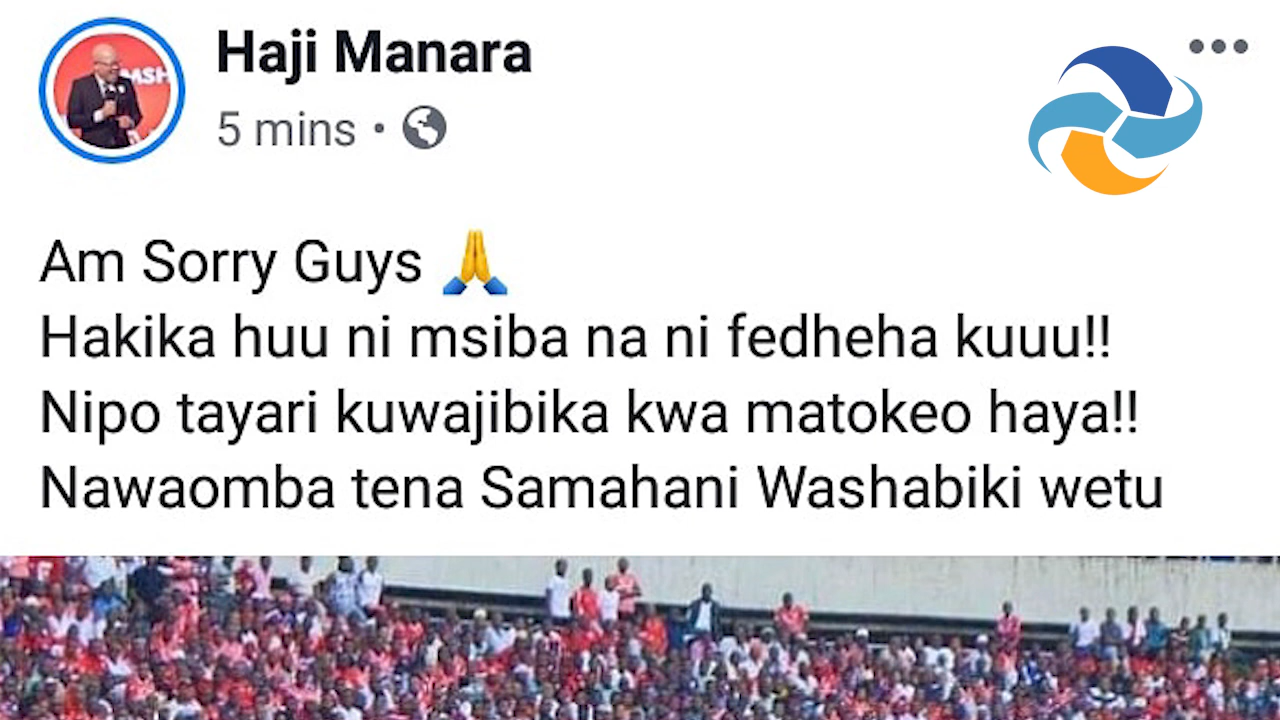 Haji Manara
5 mins •
Am Sorry Guys 🙏
Hakika huu ni msiba na ni fedheha kuuu!!
Nipo tayari kuwajibika kwa matokeo haya!!
Nawaomba tena Samahani Washabiki wetu